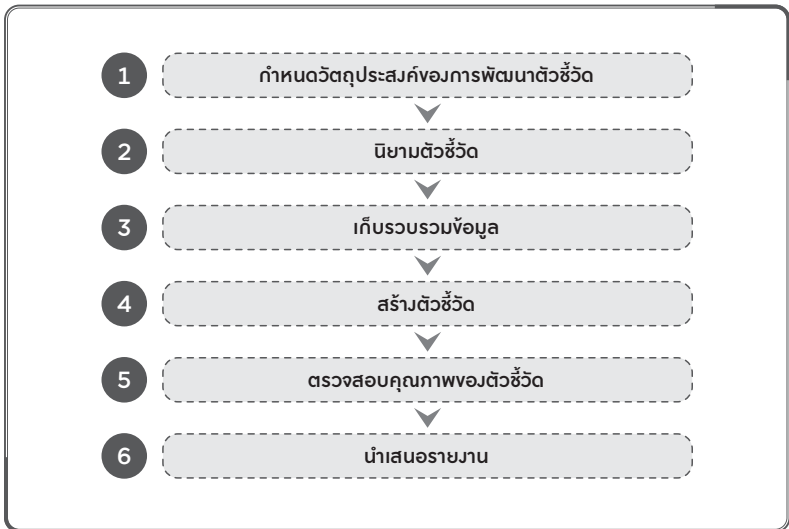 1 กำหนดวัตถุประสงค์ของการพัฒนาตัวชี้วัด
2 นิยามตัวชี้วัด
3 เก็บรวบรวมข้อมูล
4 สร้างตัวชี้วัด
5 ตรวจสอบคุณภาพของตัวชี้วัด
6 นำเสนอรายงาน